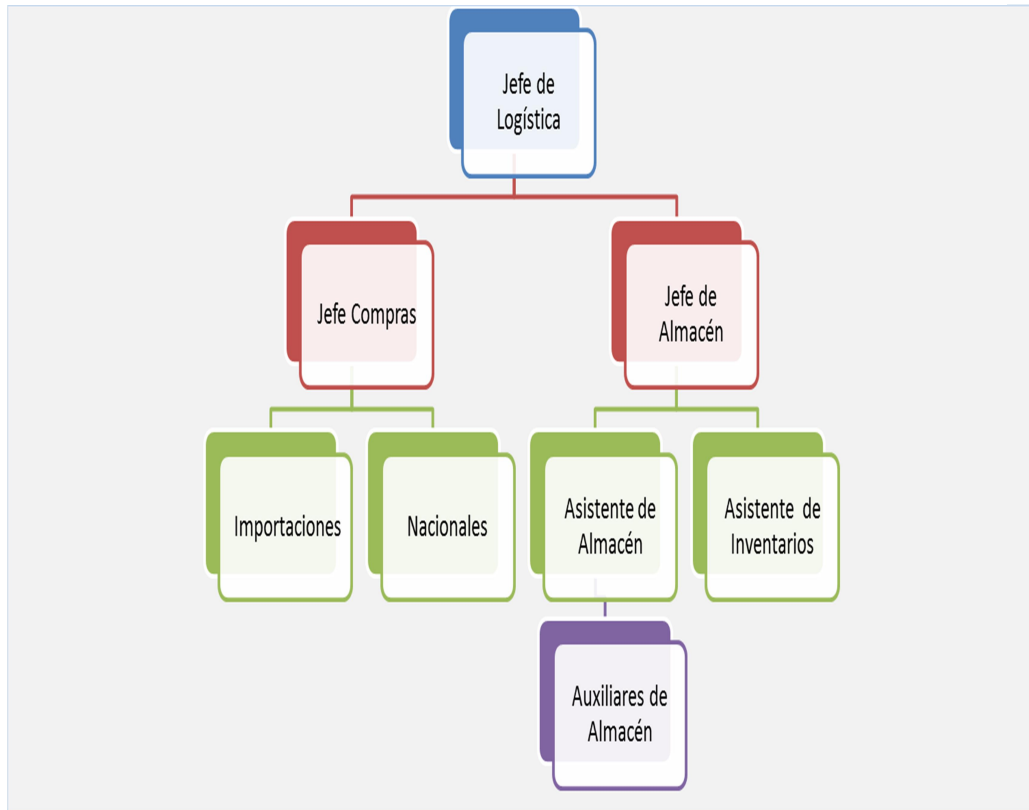 Jefe de
Logística
Jefe Compras
Jefe de
Almacén
Importaciones
Nacionales
Asistente de
Almacén
Asistente de
Inventarios
Auxiliares de
Almacén